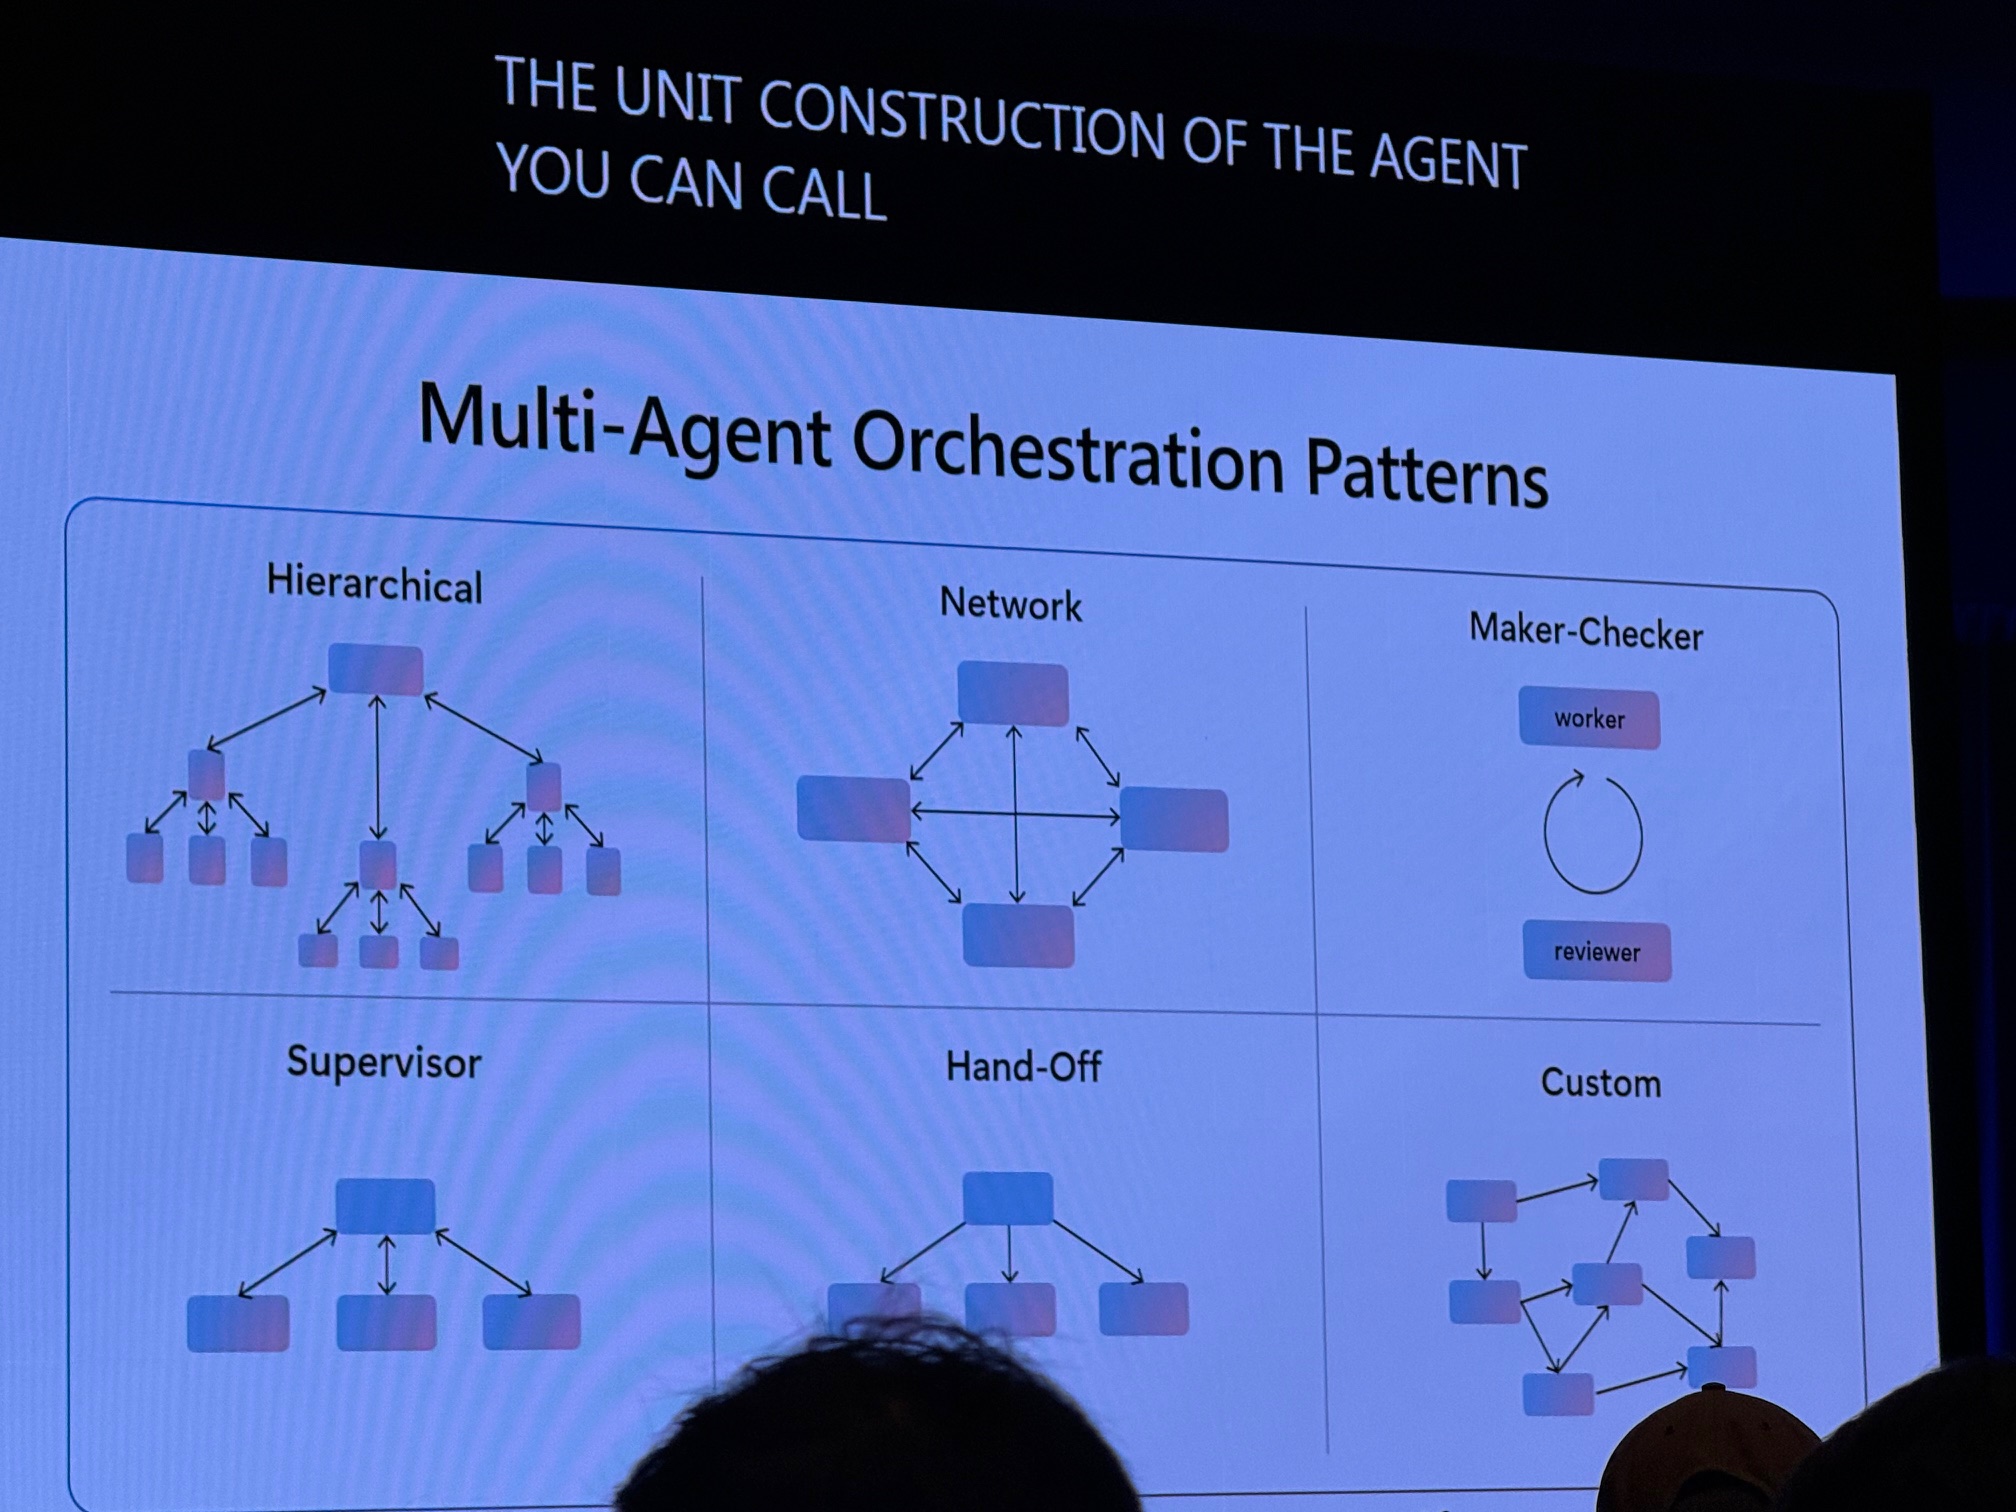 THE UNIT CONSTRUCTION OF THE AGENT
YOU CAN CALL
Multi-Agent Orchestration Patterns
Hierarchical
Network
Maker-Checker
worker
reviewer
Supervisor
Hand-Off
Custom